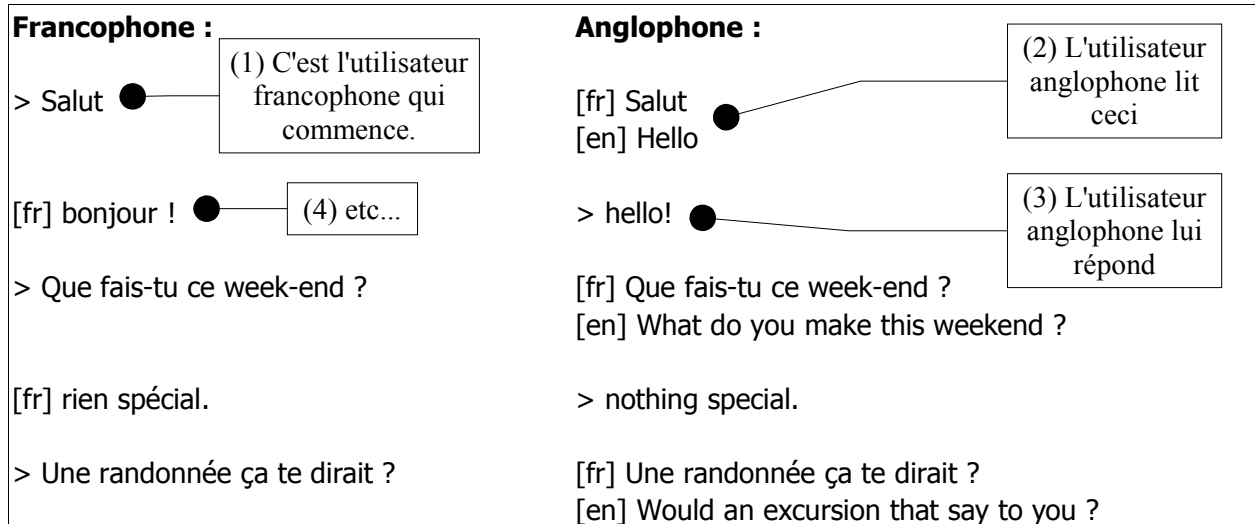 Francophone :
Anglophone :
(1) C'est l'utilisateur
francophone qui
commence.
(2) L'utilisateur
anglophone lit
ceci
> Salut
[fr] Salut
[en] Hello
[fr] bonjour !
(4) etc...
> hello!
(3) L'utilisateur
anglophone lui
répond
> Que fais-tu ce week-end ?
[fr] Que fais-tu ce week-end ?
[en] What do you make this weekend ?
[fr] rien spécial.
> nothing special.
> Une randonnée ça te dirait ?
[fr] Une randonnée ça te dirait ?
[en] Would an excursion that say to you ?